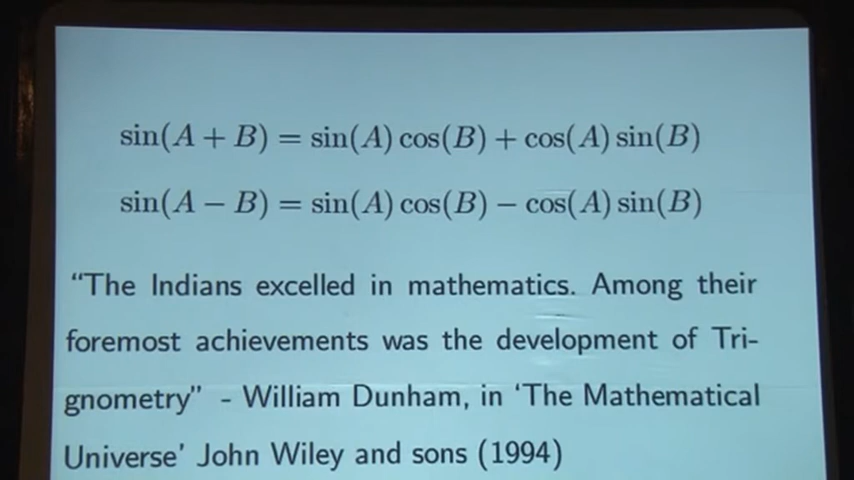 sin(A + B) = sin(A) cos(B) + cos(A) sin(B)
sin(A − B) = sin(A) cos(B) − cos(A) sin(B)
“The Indians excelled in mathematics. Among their
foremost achievements was the development of Tri-
gnometry” - William Dunham, in ‘The Mathematical
Universe’ John Wiley and sons (1994)